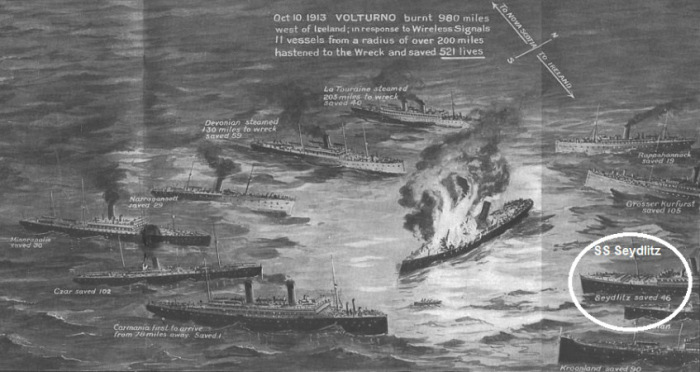 Oct 10. 1913 VOLTURNO burnt 980 miles
west of Ireland; in response to Wireless Signals
11 vessels from a radius of over 200 miles
hastened to the Wreck and saved 521 lives
TO NOVA SCOTIA
N
S
TO IRELAND
La Touraine steamed
203 miles to wreck
saved 40
Devonian steamed
130 miles to wreck
saved 59
Rappahannock
saved 19
Narragansett
saved 29
Grosser Kurfurst
saved 105
Minneapolis
saved 30
SS Seydlitz
Seydlitz saved 46
Czar saved 102
Carmania first to arrive
from 78 miles away. Saved 1
Kroonland saved 90